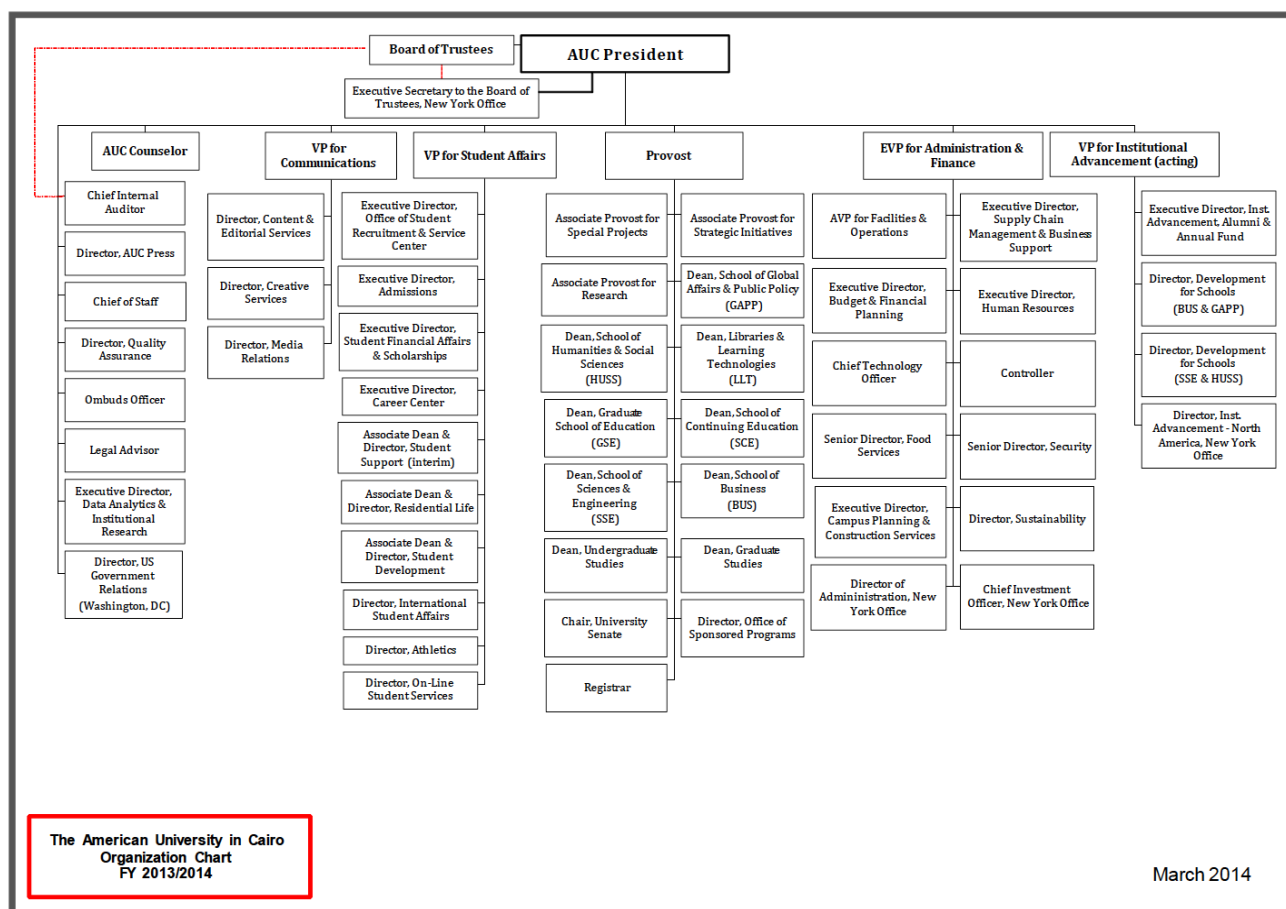 Board of Trustees
AUC President
Executive Secretary to the Board of
Trustees, New York Office
AUC Counselor
Chief Internal
Auditor
Director, AUC Press
Chief of Staff
Director, Quality
Assurance
Ombuds Officer
Legal Advisor
Executive Director,
Data Analytics &
Institutional
Research
Director, US
Government
Relations
(Washington, DC)
VP for
Communications
Director, Content &
Editorial Services
Director, Creative
Services
Director, Media
Relations
VP for Student Affairs
Executive Director,
Office of Student
Recruitment & Service
Center
Executive Director,
Admissions
Executive Director,
Student Financial Affairs
& Scholarships
Executive Director,
Career Center
Associate Dean &
Director, Student
Support (interim)
Associate Dean &
Director, Residential Life
Associate Dean &
Director, Student
Development
Director, International
Student Affairs
Director, Athletics
Director, On-Line
Student Services
Provost
Associate Provost for
Special Projects
Associate Provost for
Strategic Initiatives
Associate Provost for
Research
Dean, School of Global
Affairs & Public Policy
(GAPP)
Dean, School of
Humanities & Social
Sciences
(HUSS)
Dean, Libraries &
Learning
Technologies
(LLT)
Dean, Graduate
School of Education
(GSE)
Dean, School of
Continuing Education
(SCE)
Dean, School of
Sciences &
Engineering
(SSE)
Dean, School of
Business
(BUS)
Dean, Undergraduate
Studies
Dean, Graduate
Studies
Chair, University
Senate
Director, Office of
Sponsored Programs
Registrar
EVP for Administration &
Finance
AVP for Facilities &
Operations
Executive Director,
Supply Chain
Management & Business
Support
Executive Director,
Budget & Financial
Planning
Executive Director,
Human Resources
Chief Technology
Officer
Controller
Senior Director, Food
Services
Senior Director, Security
Executive Director,
Campus Planning &
Construction Services
Director, Sustainability
Director of
Admininistration, New
York Office
Chief Investment
Officer, New York Office
VP for Institutional
Advancement (acting)
Executive Director, Inst.
Advancement, Alumni &
Annual Fund
Director, Development
for Schools
(BUS & GAPP)
Director, Development
for Schools
(SSE & HUSS)
Director, Inst.
Advancement - North
America, New York
Office
The American University in Cairo
Organization Chart
FY 2013/2014
March 2014